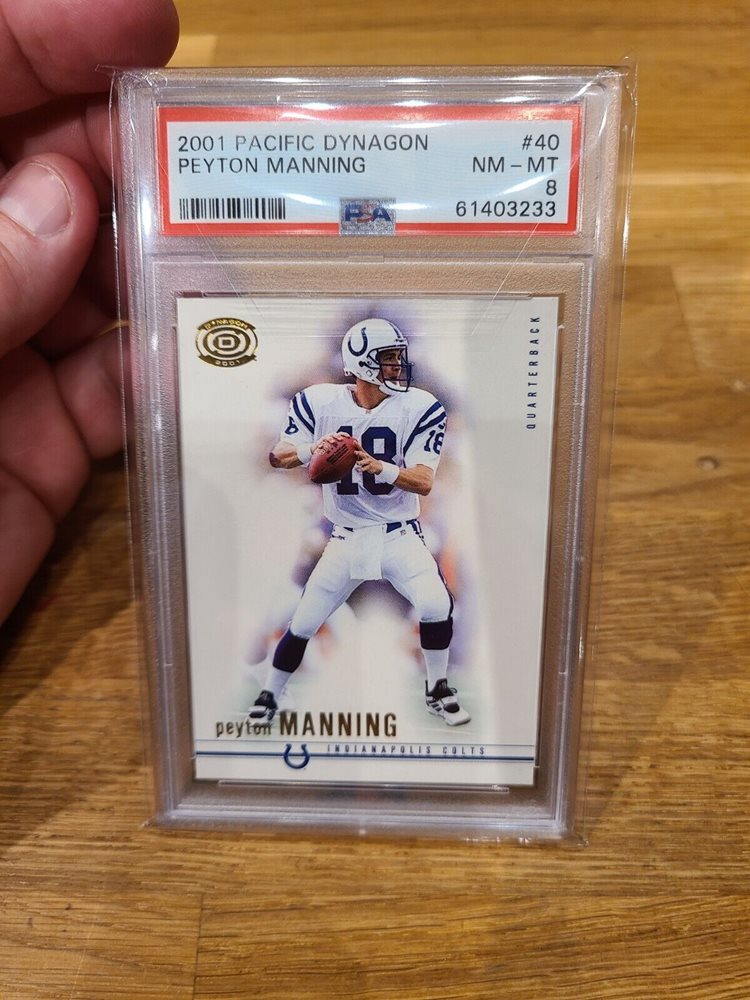 2001 PACIFIC DYNAGON #40
PEYTON MANNING NM - MT
8
PSA 61403233
DYNAGON
D
2001
QUARTERBACK
18
18
peyton MANNING
INDIANAPOLIS COLTS